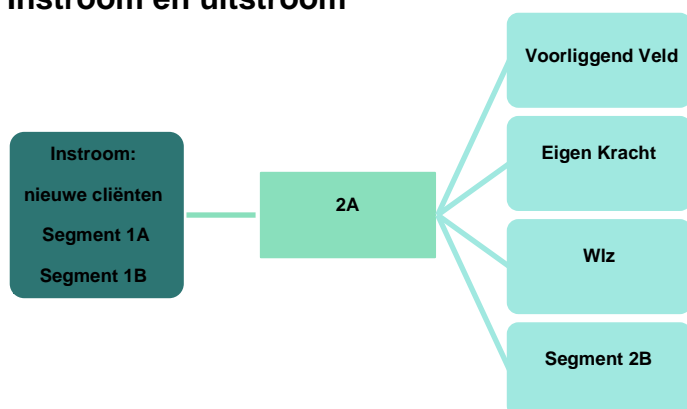 Instroom en uitstroom
Voorliggend Veld
Instroom:
nieuwe cliënten
Segment 1A
Segment 1B
2A
Eigen Kracht
Wlz
Segment 2B